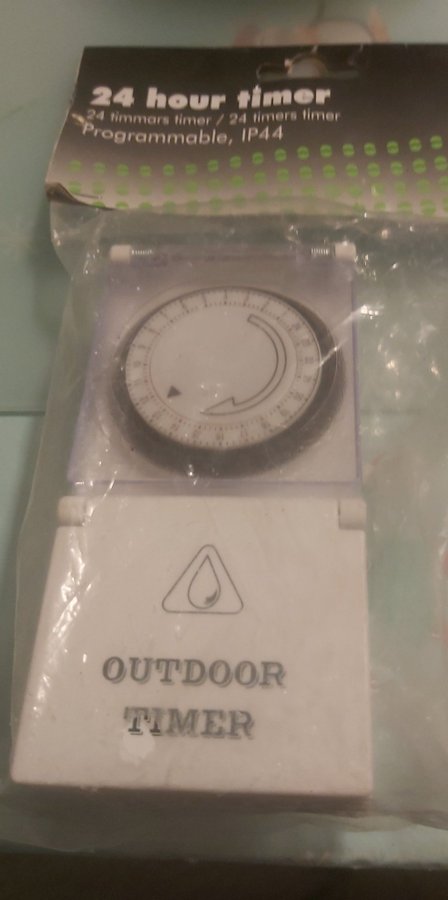 24 hour timer
24 timmars timer / 24 timers timer
Programmable, IP44
OUTDOOR
TIMER